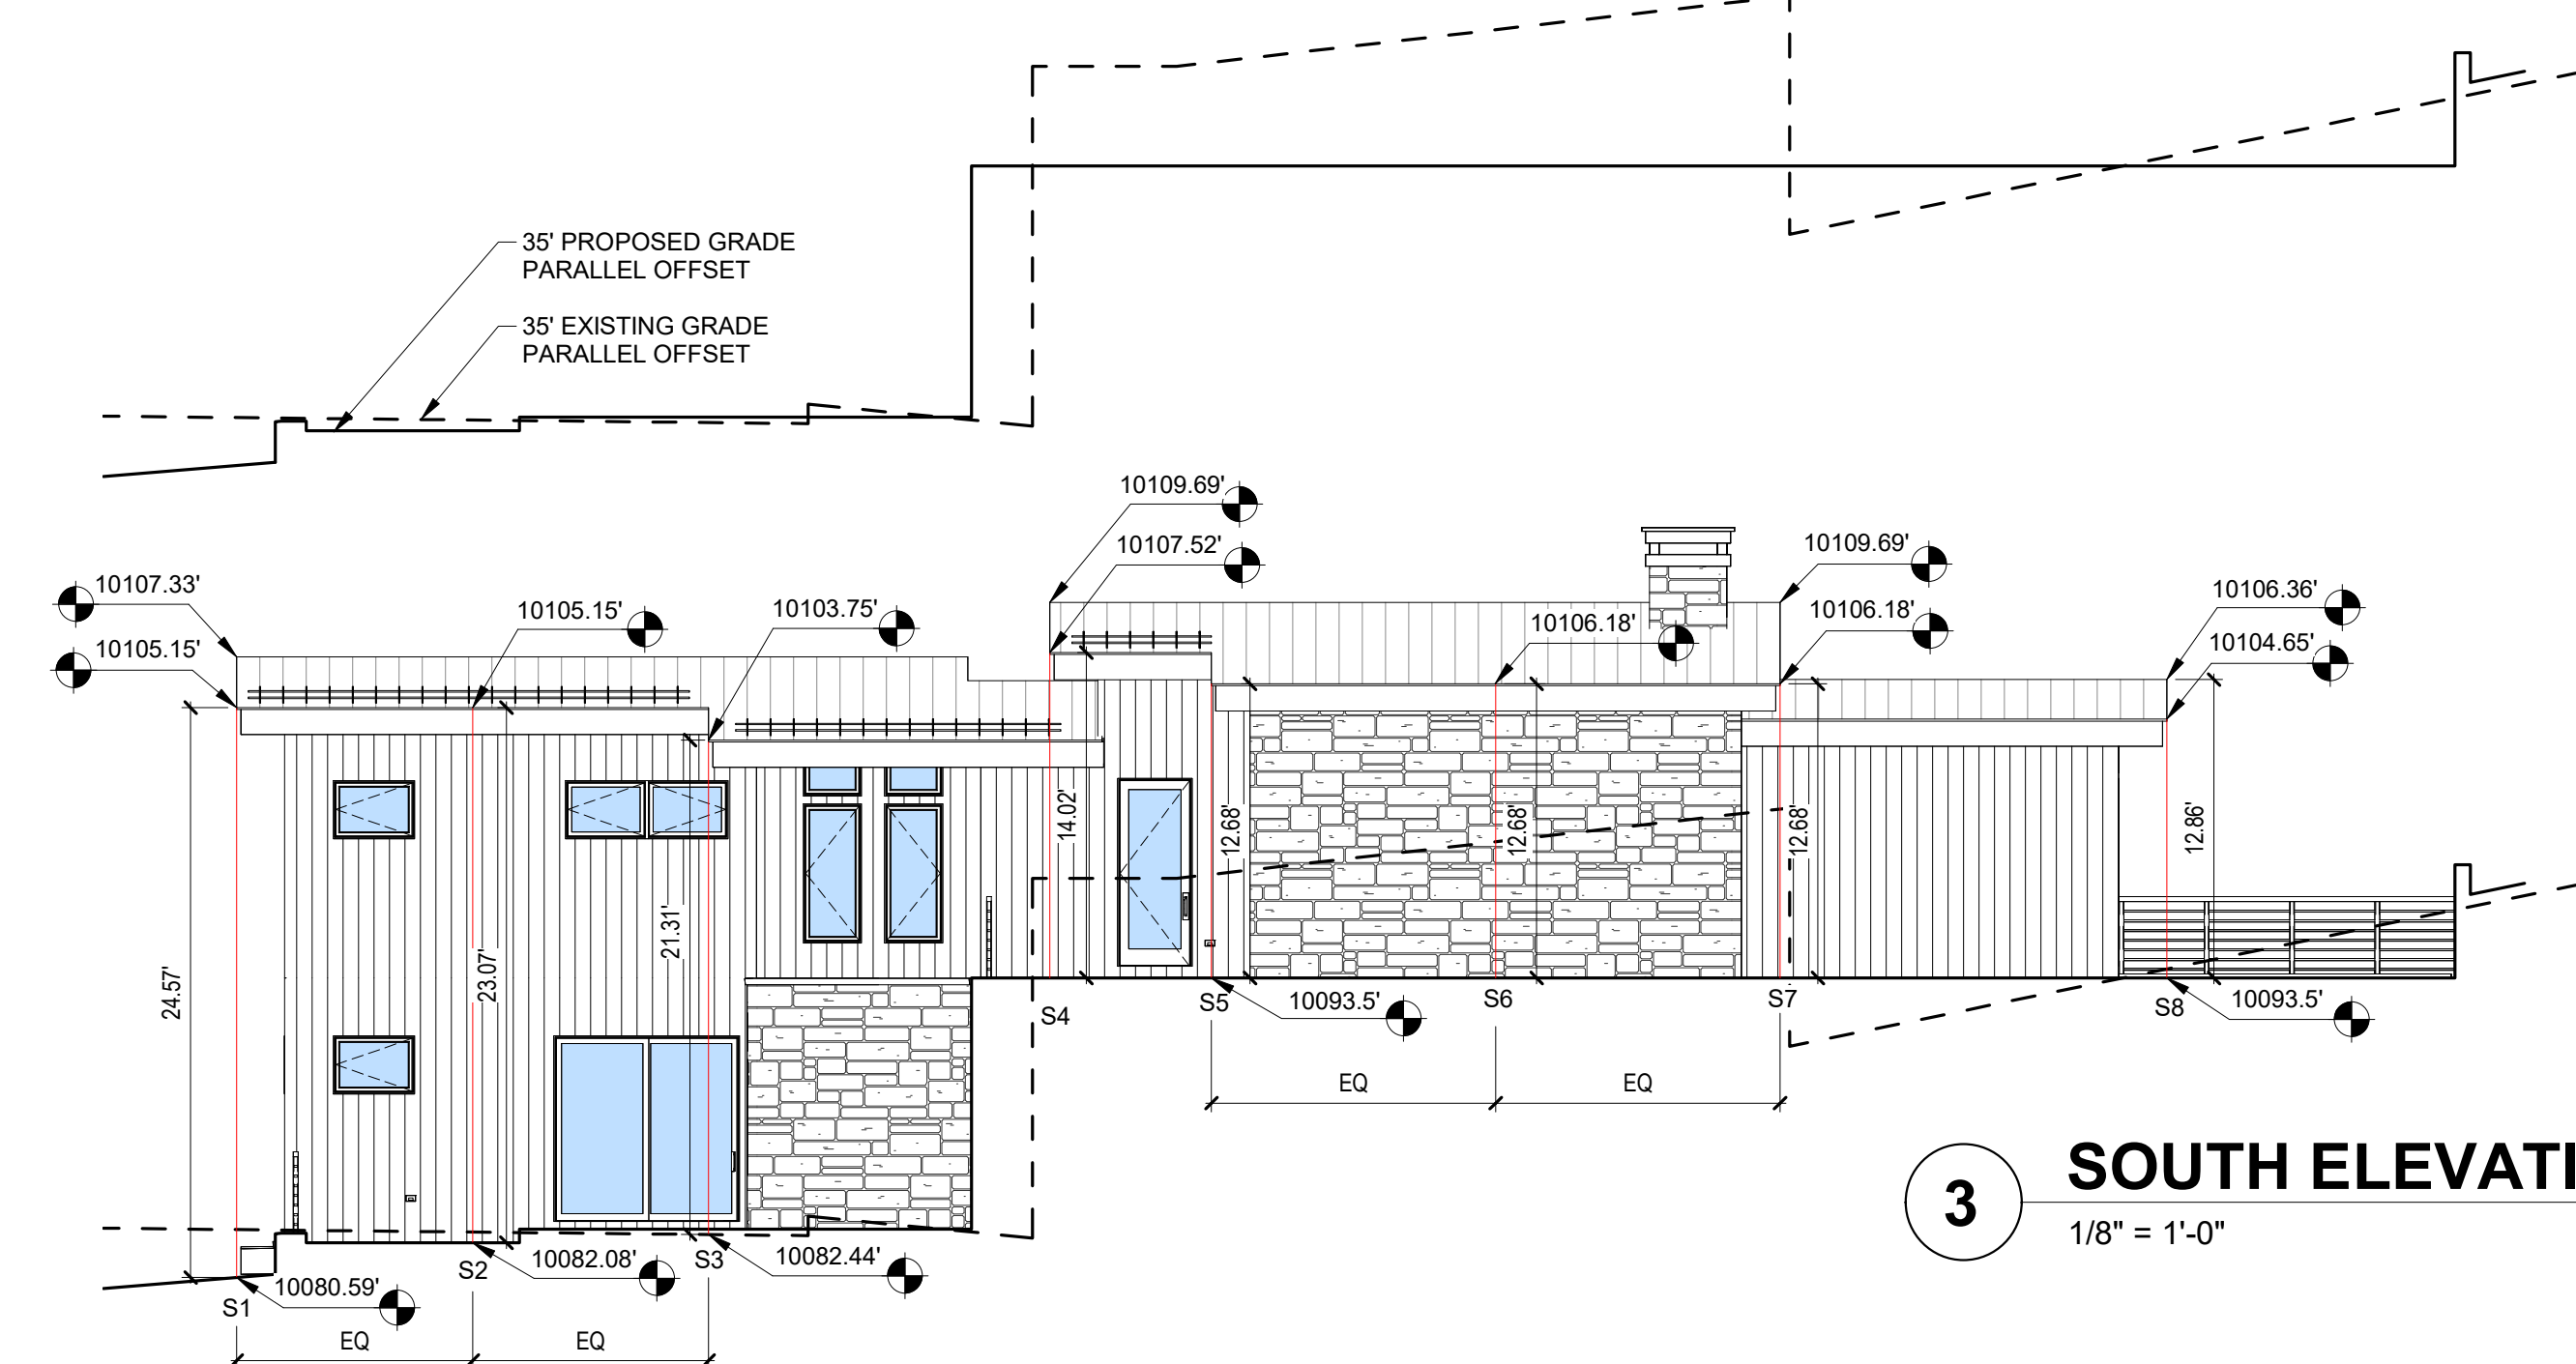 35' PROPOSED GRADE
PARALLEL OFFSET
35' EXISTING GRADE
PARALLEL OFFSET
10109.69'
10107.52'
10109.69'
10107.33'
10105.15'
10103.75'
10106.18'
10106.18'
10106.36'
10104.65'
10105.15'
24.57'
23.07'
21.31'
14.02'
12.68'
12.68'
12.68'
12.86'
S4
S5
10093.5'
S6
S7
S8
10093.5'
EQ
EQ
3
SOUTH ELEVATI
1/8" = 1'-0"
S1
10080.59'
S2
10082.08'
S3
10082.44'
EQ
EQ